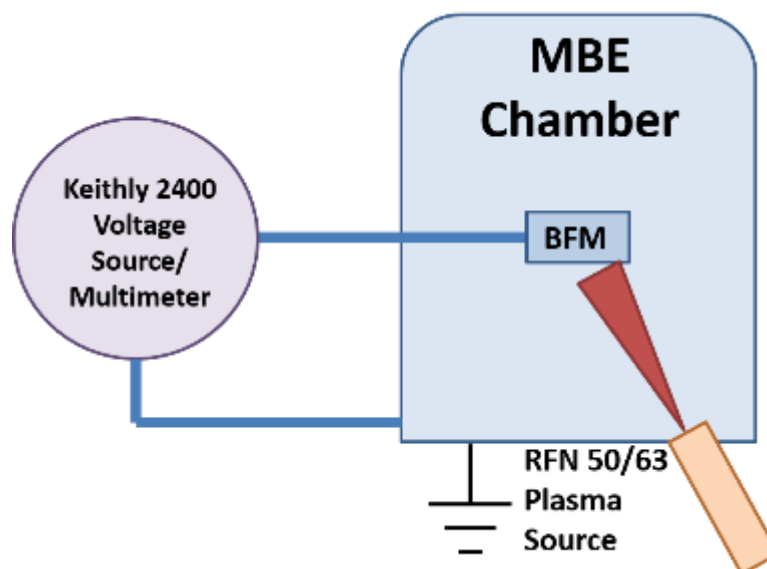 MBE
Chamber
Keithly 2400
Voltage
Source/
Multimeter
BFM
RFN 50/63
Plasma
Source